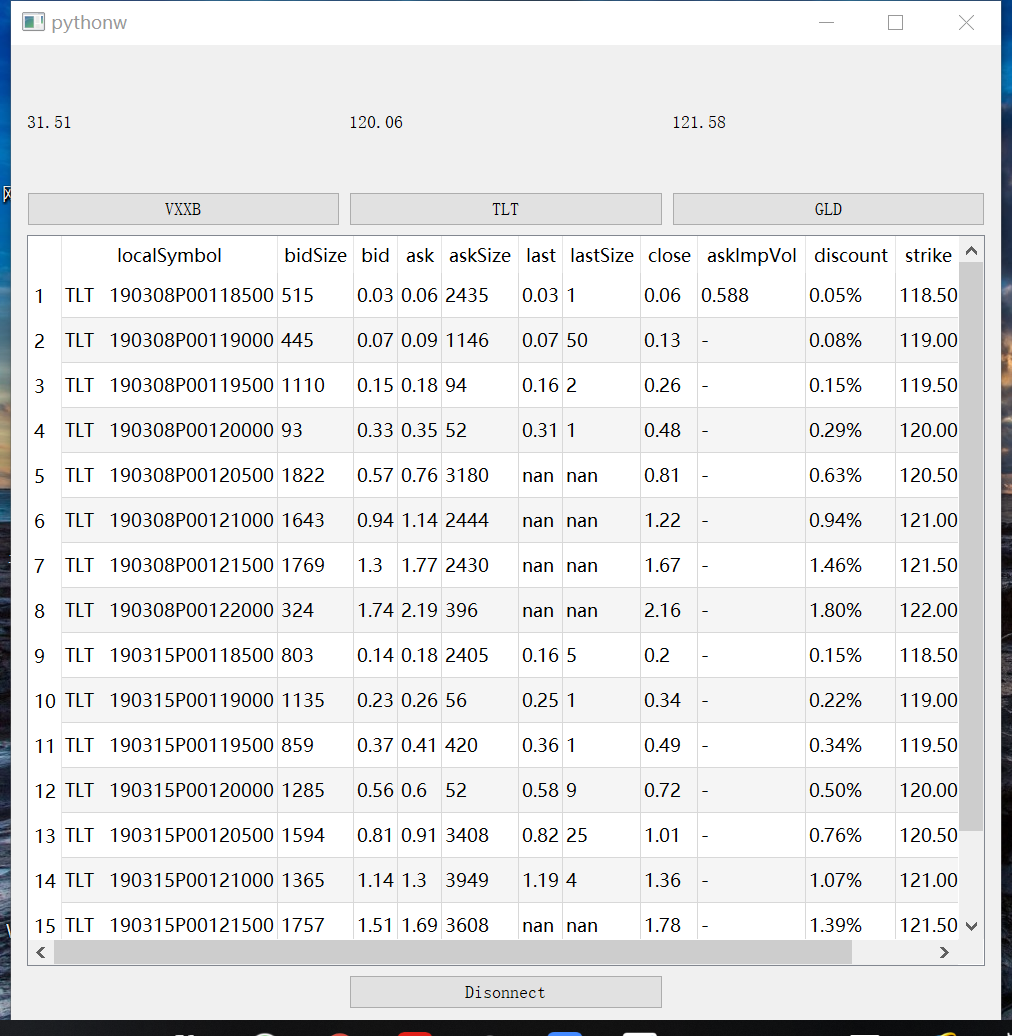 pythonw
31.51 120.06 121.58
VXXB TLT GLD
localSymbol bidSize bid ask askSize last lastSize close askImpVol discount strike
1 TLT 190308P00118500 515 0.03 0.06 2435 0.03 1 0.06 0.588 0.05% 118.50
2 TLT 190308P00119000 445 0.07 0.09 1146 0.07 50 0.13 - 0.08% 119.00
3 TLT 190308P00119500 1110 0.15 0.18 94 0.16 2 0.26 - 0.15% 119.50
4 TLT 190308P00120000 93 0.33 0.35 52 0.31 1 0.48 - 0.29% 120.00
5 TLT 190308P00120500 1822 0.57 0.76 3180 nan nan 0.81 - 0.63% 120.50
6 TLT 190308P00121000 1643 0.94 1.14 2444 nan nan 1.22 - 0.94% 121.00
7 TLT 190308P00121500 1769 1.3 1.77 2430 nan nan 1.67 - 1.46% 121.50
8 TLT 190308P00122000 324 1.74 2.19 396 nan nan 2.16 - 1.80% 122.00
9 TLT 190315P00118500 803 0.14 0.18 2405 0.16 5 0.2 - 0.15% 118.50
10 TLT 190315P00119000 1135 0.23 0.26 56 0.25 1 0.34 - 0.22% 119.00
11 TLT 190315P00119500 859 0.37 0.41 420 0.36 1 0.49 - 0.34% 119.50
12 TLT 190315P00120000 1285 0.56 0.6 52 0.58 9 0.72 - 0.50% 120.00
13 TLT 190315P00120500 1594 0.81 0.91 3408 0.82 25 1.01 - 0.76% 120.50
14 TLT 190315P00121000 1365 1.14 1.3 3949 1.19 4 1.36 - 1.07% 121.00
15 TLT 190315P00121500 1757 1.51 1.69 3608 nan nan 1.78 - 1.39% 121.50
Disonnect